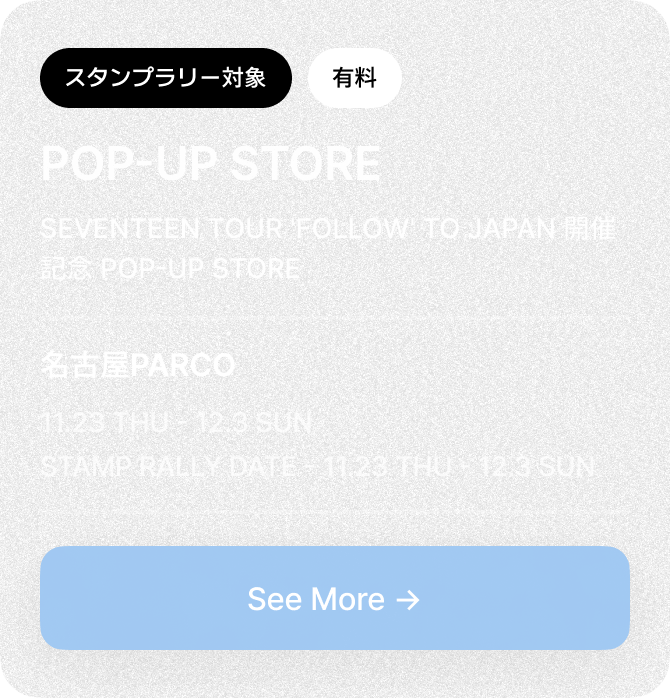 スタンプラリー対象
有料
POP-UP STORE
SEVENTEEN TOUR 'FOLLOW' TO JAPAN 開催
記念 POP-UP STORE
名古屋PARCO
11.23 THU - 12.3 SUN
STAMP RALLY DATE - 11.23 THU - 12.3 SUN
See More →